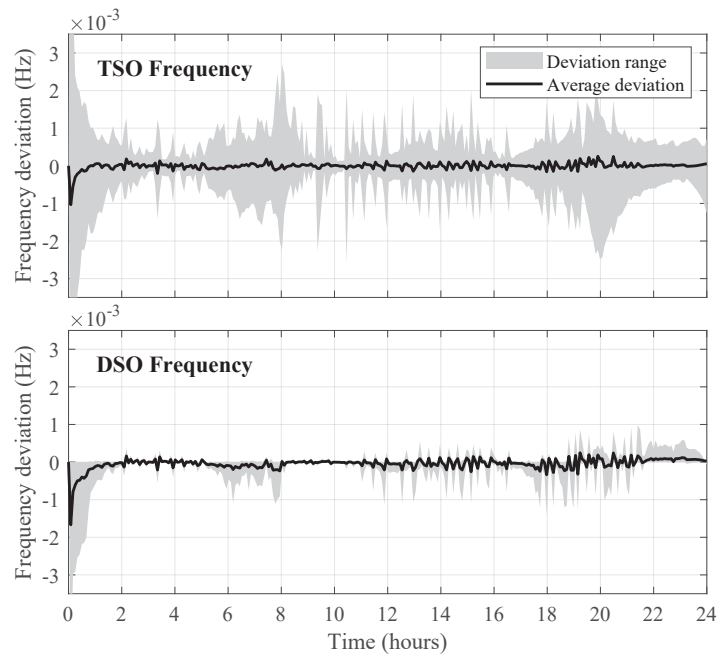 ×10⁻³
TSO Frequency
Deviation range
Average deviation
Frequency deviation (Hz)
3
2
1
0
-1
-2
-3
×10⁻³
DSO Frequency
Frequency deviation (Hz)
3
2
1
0
-1
-2
-3
0 2 4 6 8 10 12 14 16 18 20 22 24
Time (hours)